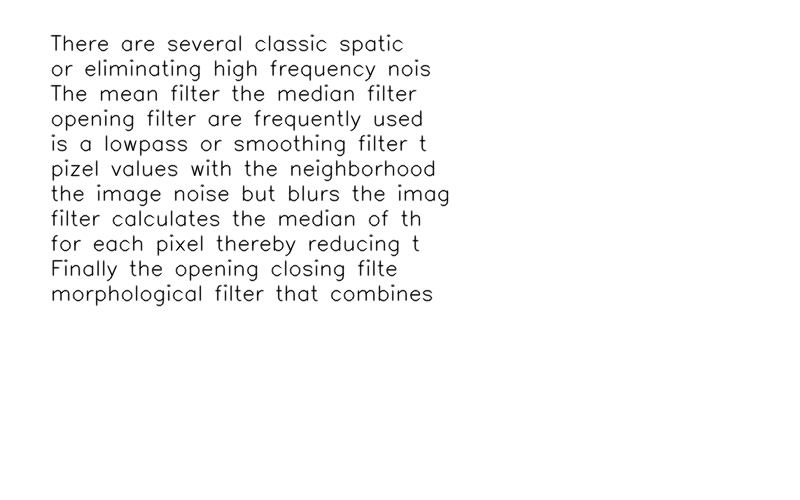 There are several classic spatic
or eliminating high frequency nois
The mean filter the median filter
opening filter are frequently used
is a lowpass or smoothing filter t
pizel values with the neighborhood
the image noise but blurs the imag
filter calculates the median of th
for each pixel thereby reducing t
Finally the opening closing filte
morphological filter that combines